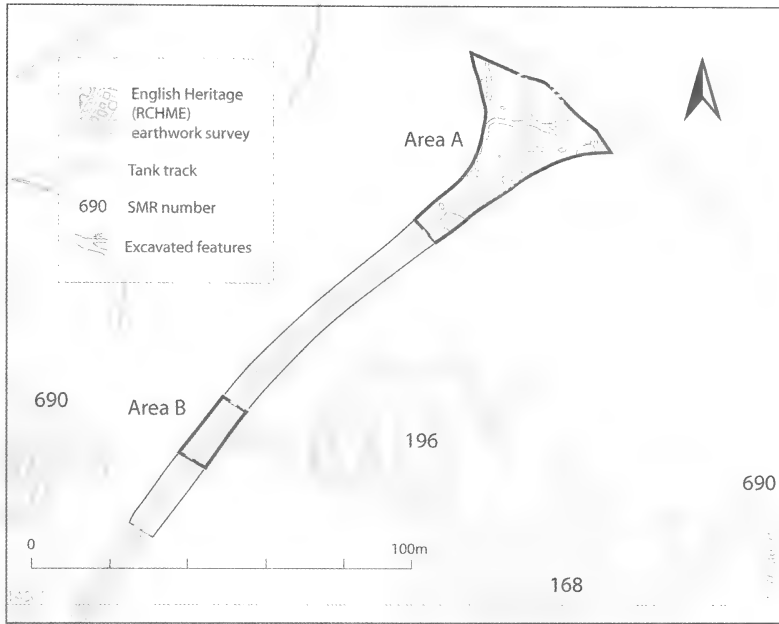 English Heritage
(RCHME)
earthwork survey
Tank track
690 SMR number
Excavated features
Area A
Area B
690
196
690
168
0 100m